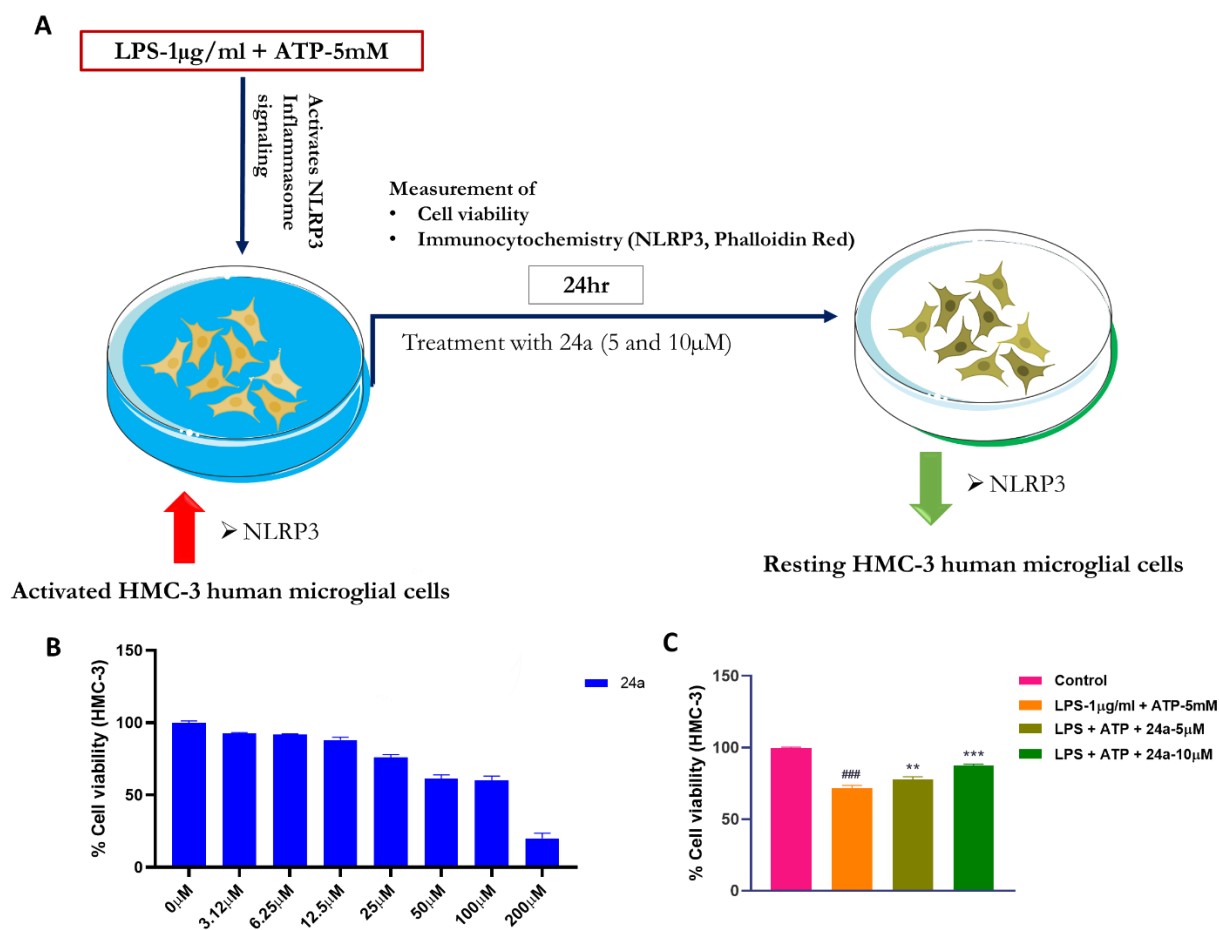 A
LPS-1µg/ml + ATP-5mM
Activates NLRP3
Inflammasome
signaling
Measurement of
• Cell viability
• Immunocytochemistry (NLRP3, Phalloidin Red)
24hr
Treatment with 24a (5 and 10µM)
➢ NLRP3
➢ NLRP3
Activated HMC-3 human microglial cells
Resting HMC-3 human microglial cells
B
% Cell viability (HMC-3)
150
100
50
0
0µM
3.12µM
6.25µM
12.5µM
25µM
50µM
100µM
200µM
24a
C
% Cell viability (HMC-3)
150
100
50
0
###
**
***
Control
LPS-1µg/ml + ATP-5mM
LPS + ATP + 24a-5µM
LPS + ATP + 24a-10µM